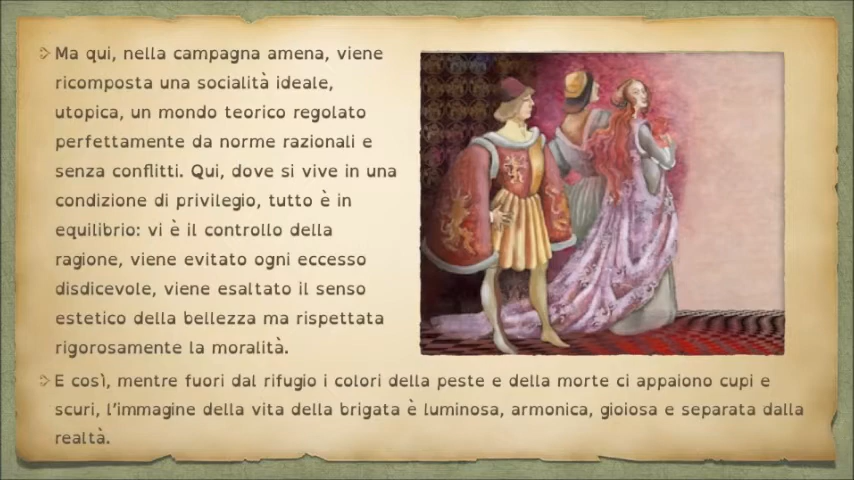 Ma qui, nella campagna amena, viene
ricomposta una socialità ideale,
utopica, un mondo teorico regolato
perfettamente da norme razionali e
senza conflitti. Qui, dove si vive in una
condizione di privilegio, tutto è in
equilibrio: vi è il controllo della
ragione, viene evitato ogni eccesso
disdicevole, viene esaltato il senso
estetico della bellezza ma rispettata
rigorosamente la moralità.
E così, mentre fuori dal rifugio i colori della peste e della morte ci appaiono cupi e
scuri, l'immagine della vita della brigata è luminosa, armonica, gioiosa e separata dalla
realtà.